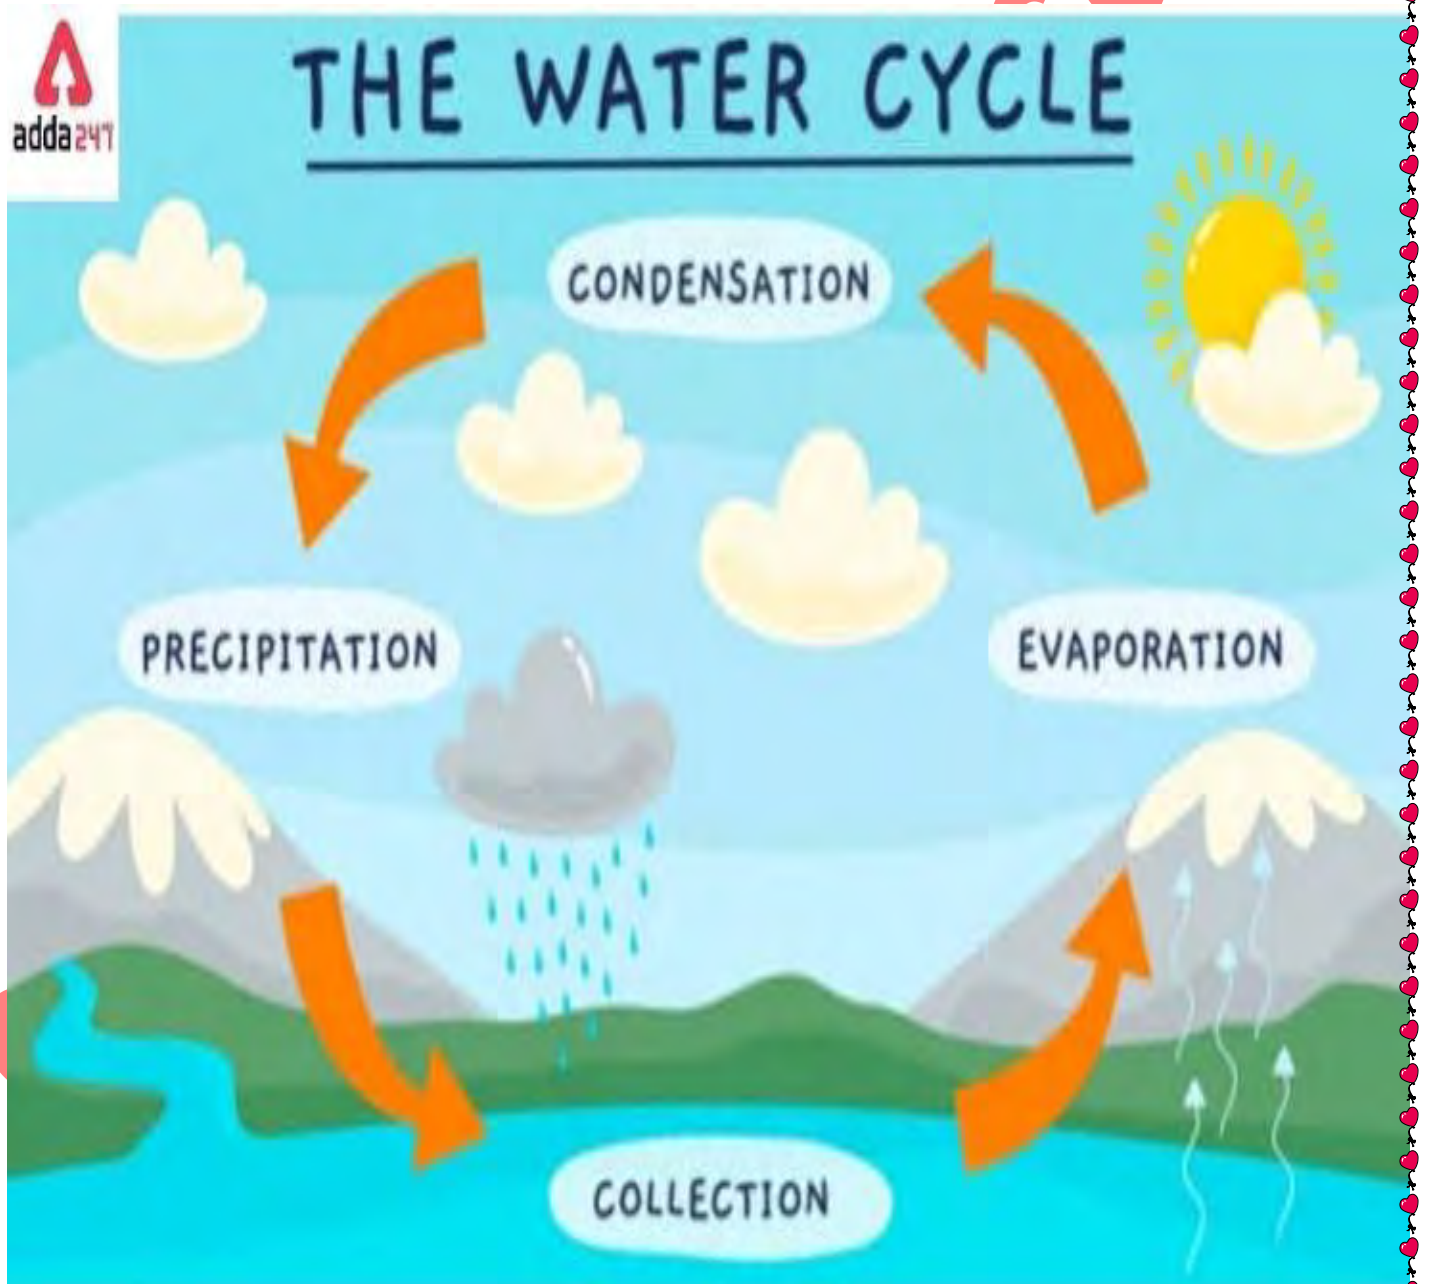 adda247
THE WATER CYCLE
CONDENSATION
PRECIPITATION
EVAPORATION
COLLECTION